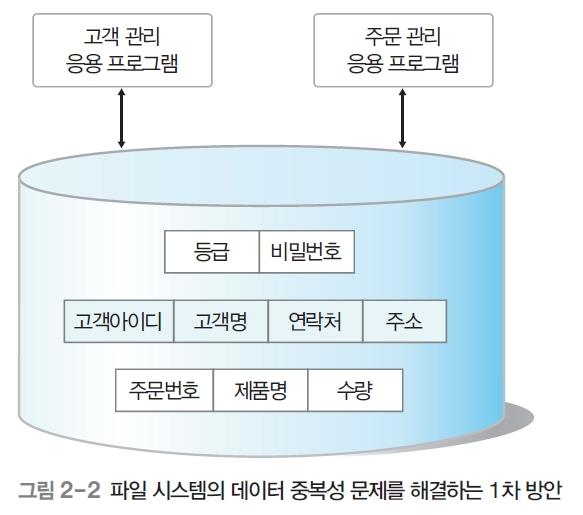 고객 관리
응용 프로그램
주문 관리
응용 프로그램
등급 비밀번호
고객아이디 고객명 연락처 주소
주문번호 제품명 수량
그림 2-2 파일 시스템의 데이터 중복성 문제를 해결하는 1차 방안